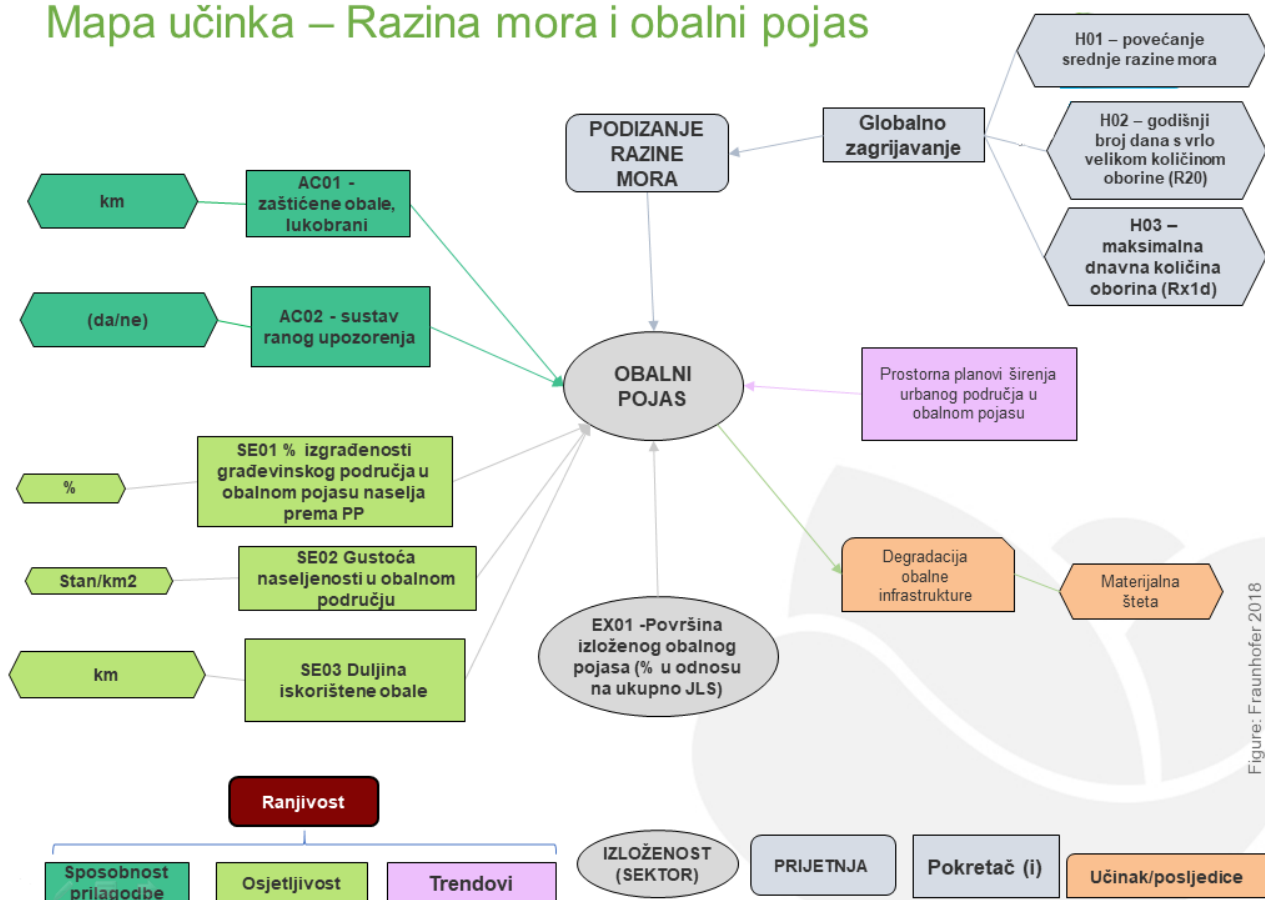 Mapa učinka – Razina mora i obalni pojas
H01 – povećanje
srednje razine mora
H02 – godišnji
broj dana s vrlo
velikom količinom
oborine (R20)
H03 –
maksimalna
dnavna količina
oborina (Rx1d)
Globalno
zagrijavanje
PODIZANJE
RAZINE
MORA
km
AC01 -
zaštićene obale,
lukobrani
(da/ne)
AC02 - sustav
ranog upozorenja
OBALNI
POJAS
Prostorna planovi širenja
urbanog područja u
obalnom pojasu
%
SE01 % izgrađenosti
građevinskog područja u
obalnom pojasu naselja
prema PP
Stan/km2
SE02 Gustoća
naseljenosti u obalnom
području
km
SE03 Duljina
iskorištene obale
EX01 -Površina
izloženog obalnog
pojasa (% u odnosu
na ukupno JLS)
Degradacija
obalne
infrastrukture
Materijalna
šteta
Figure: Fraunhofer 2018
Ranjivost
Sposobnost
prilagodbe
Osjetljivost
Trendovi
IZLOŽENOST
(SEKTOR)
PRIJETNJA
Pokretač (i)
Učinak/posljedice